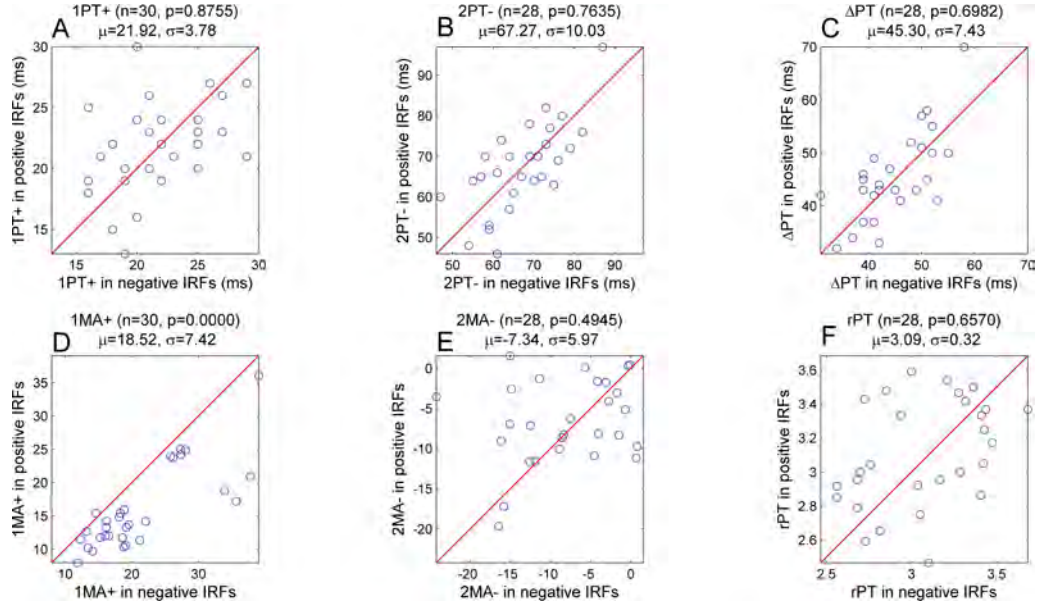 A
1PT+ (n=30, p=0.8755)
μ=21.92, σ=3.78
1PT+ in positive IRFs (ms)
30
25
20
15
15 20 25 30
1PT+ in negative IRFs (ms)
B
2PT- (n=28, p=0.7635)
μ=67.27, σ=10.03
2PT- in positive IRFs (ms)
90
80
70
60
50
50 60 70 80 90
2PT- in negative IRFs (ms)
C
ΔPT (n=28, p=0.6982)
μ=45.30, σ=7.43
ΔPT in positive IRFs (ms)
70
60
50
40
40 50 60 70
ΔPT in negative IRFs (ms)
D
1MA+ (n=30, p=0.0000)
μ=18.52, σ=7.42
1MA+ in positive IRFs
35
30
25
20
15
10
10 20 30
1MA+ in negative IRFs
E
2MA- (n=28, p=0.4945)
μ=-7.34, σ=5.97
2MA- in positive IRFs
0
-5
-10
-15
-20
-20 -15 -10 -5 0
2MA- in negative IRFs
F
rPT (n=28, p=0.6570)
μ=3.09, σ=0.32
rPT in positive IRFs
3.6
3.4
3.2
3
2.8
2.6
2.5 3 3.5
rPT in negative IRFs